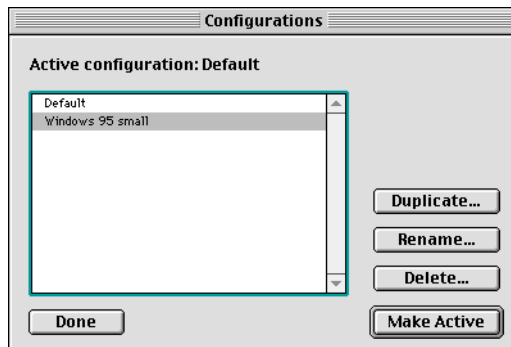 Configurations
Active configuration: Default
Default
Windows 95 small
Duplicate...
Rename...
Delete...
Done
Make Active